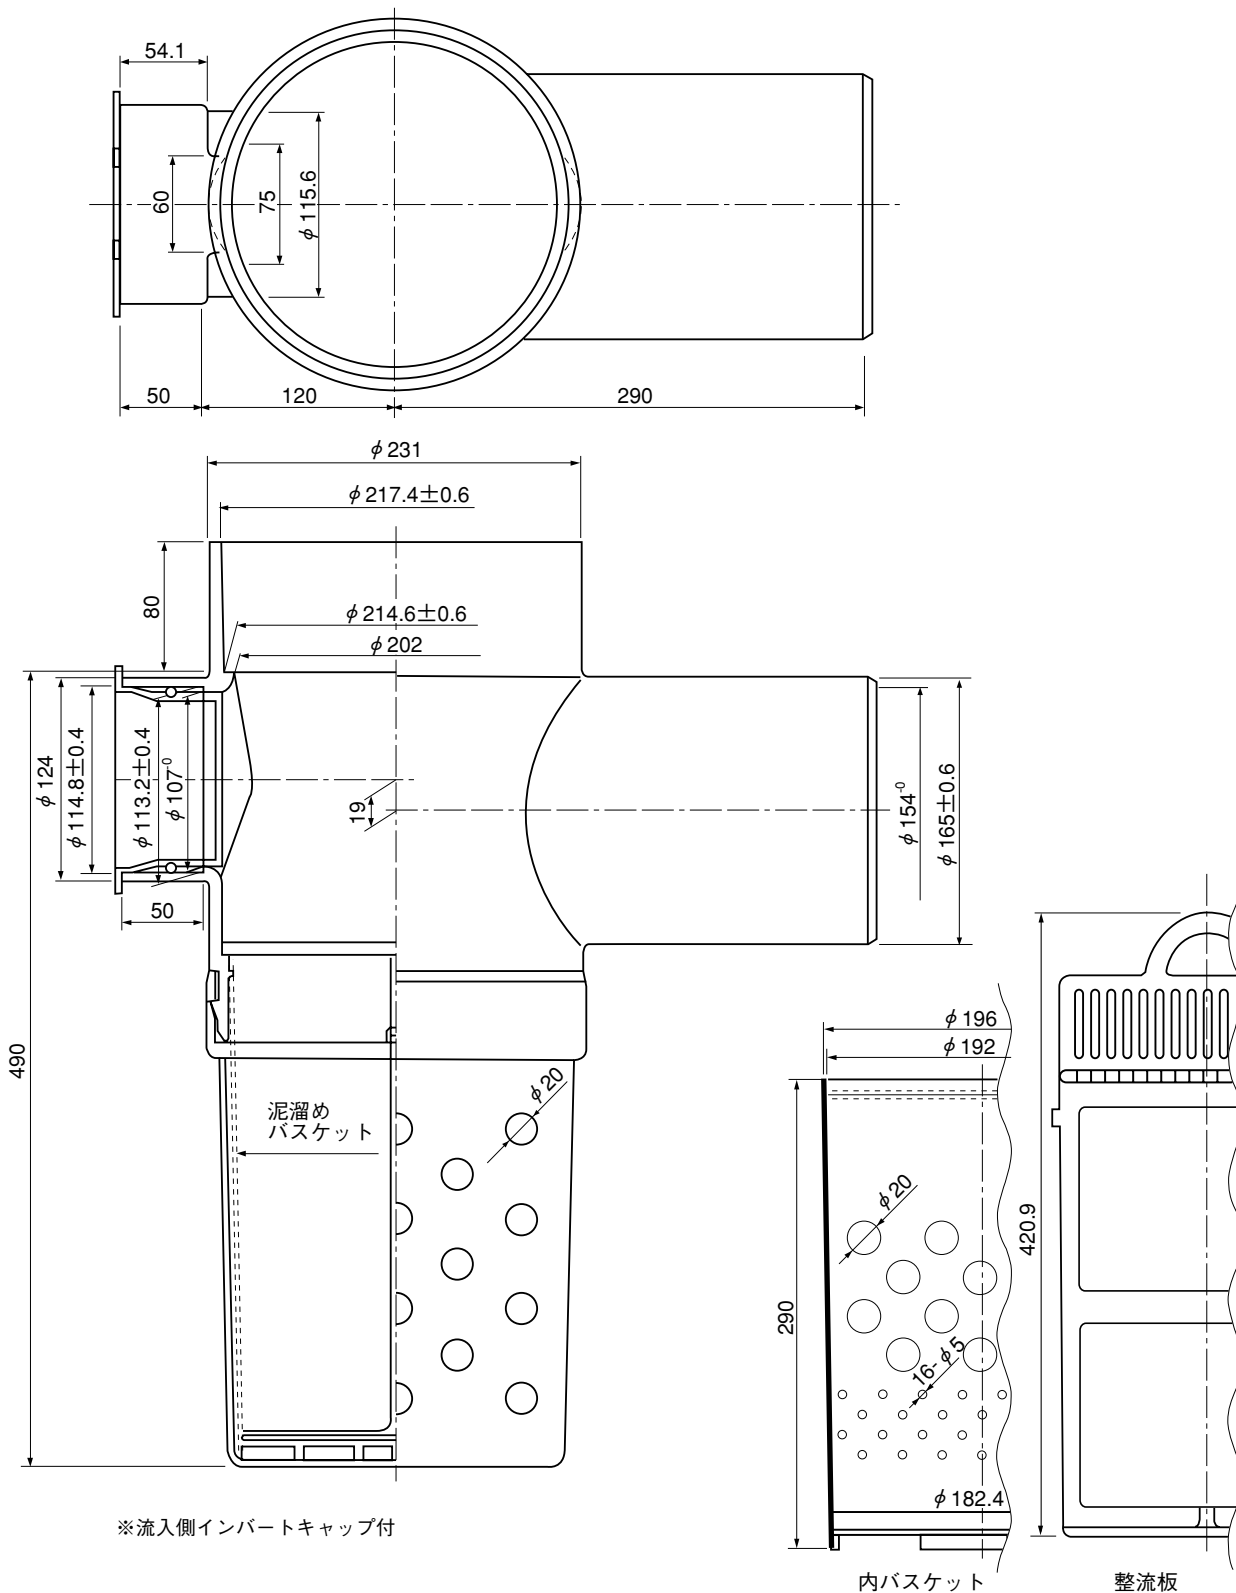 54.1
60
75
φ115.6
50
120
290
φ231
φ217.4±0.6
80
φ214.6±0.6
φ202
φ124
φ114.8±0.4
φ113.2±0.4
φ107⁻⁰
19
φ154⁻⁰
φ165±0.6
50
490
泥溜め
バスケット
φ20
φ196
φ192
φ20
290
16-φ5
φ182.4
420.9
※流入側インバートキャップ付
内バスケット
整流板